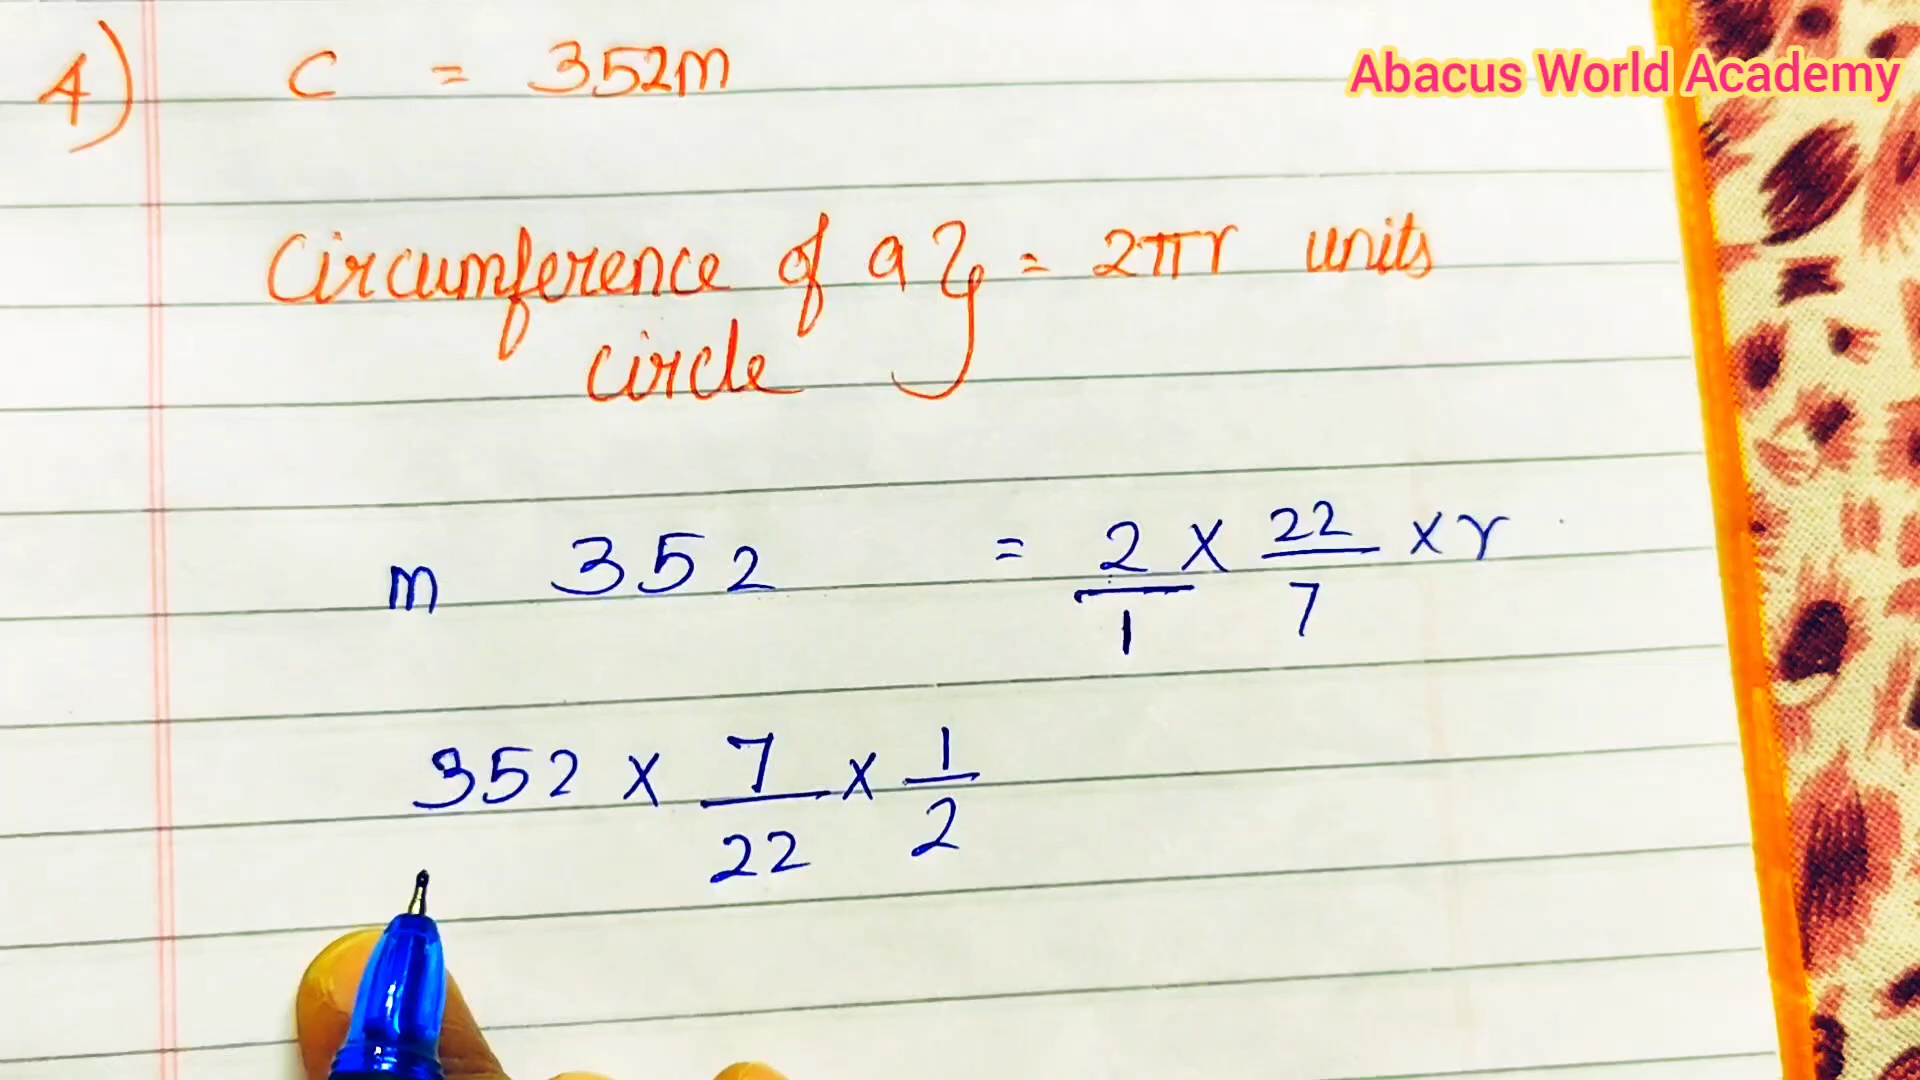 4) C = 352m
Abacus World Academy
Circumference of a } = 2πr units
circle
m 352 = 2/1 × 22/7 × r
352 × 7/22 × 1/2